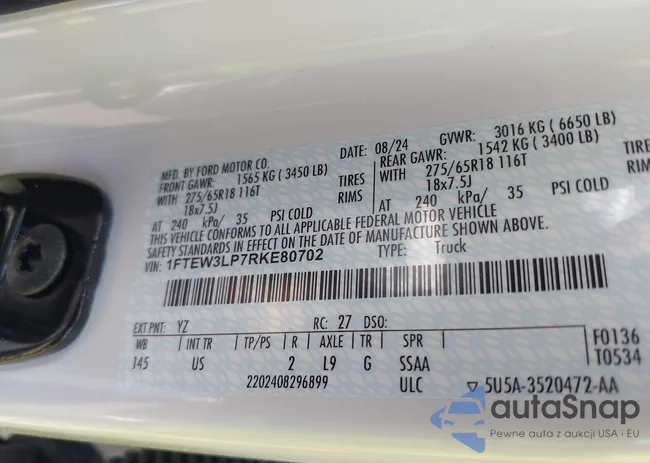 MFD. BY FORD MOTOR CO.
DATE: 08/24 GVWR: 3016 KG ( 6650 LB)
FRONT GAWR: 1565 KG ( 3450 LB) REAR GAWR: 1542 KG ( 3400 LB)
WITH 275/65R18 116T TIRES WITH 275/65R18 116T TIRES
18x7.5J RIMS 18x7.5J RIMS
AT 240 kPa/ 35 PSI COLD AT 240 kPa/ 35 PSI COLD
THIS VEHICLE CONFORMS TO ALL APPLICABLE FEDERAL MOTOR VEHICLE
SAFETY STANDARDS IN EFFECT ON THE DATE OF MANUFACTURE SHOWN ABOVE.
VIN: 1FTEW3LP7RKE80702 TYPE: Truck
EXT PNT: YZ RC: 27 DSO:
WB INT TR TP/PS R AXLE TR SPR F0136
145 US 2 L9 G SSAA T0534
2202408296899 ULC ▽5U5A-3520472-AA
autaSnap
Pewne auta z aukcji USA i EU